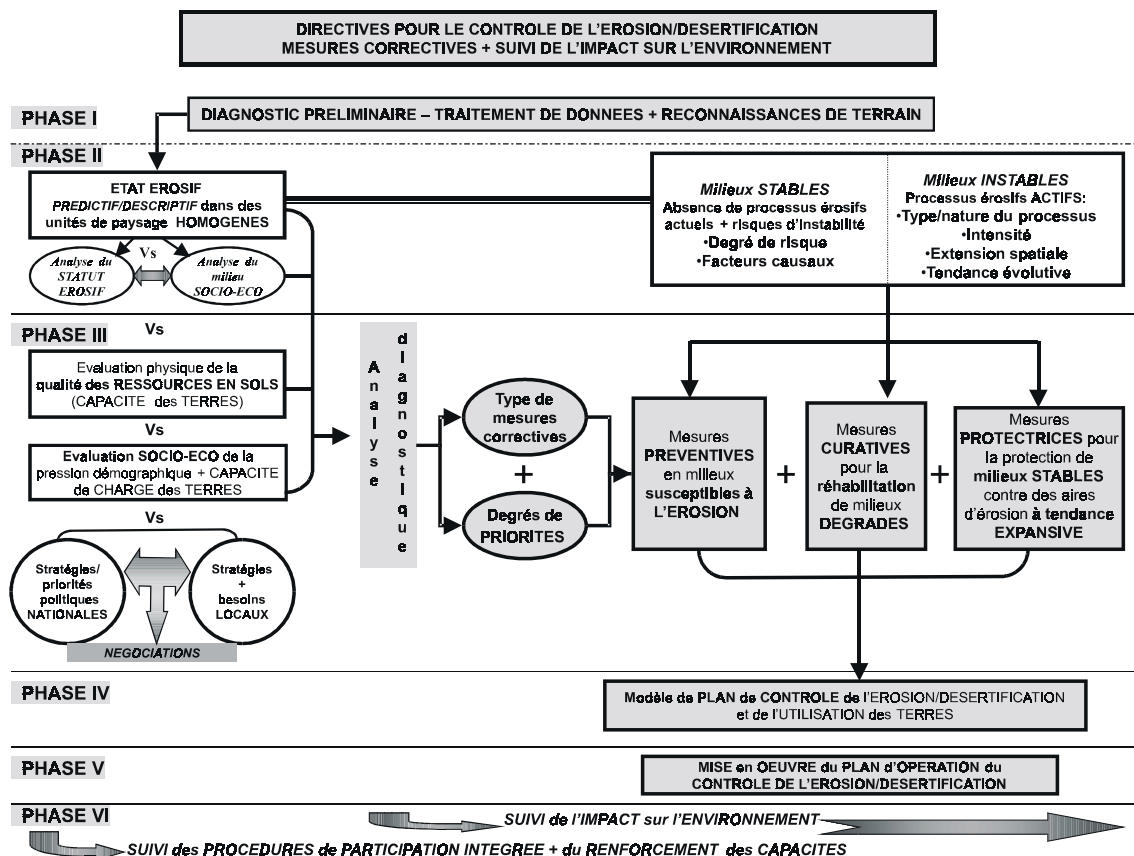 DIRECTIVES POUR LE CONTROLE DE L'EROSION/DESERTIFICATION
MESURES CORRECTIVES + SUIVI DE L'IMPACT SUR L'ENVIRONNEMENT
PHASE I
DIAGNOSTIC PRELIMINAIRE – TRAITEMENT DE DONNEES + RECONNAISSANCES DE TERRAIN
PHASE II
ETAT EROSIF
PREDICTIF/DESCRIPTIF dans des
unités de paysage HOMOGENES
Vs
Analyse du
STATUT
EROSIF
Analyse du
milieu
SOCIO-ECO
Milieux STABLES
Absence de processus érosifs
actuels + risques d'instabilité
•Degré de risque
•Facteurs causaux
Milieux INSTABLES
Processus érosifs ACTIFS:
•Type/nature du processus
•Intensité
•Extension spatiale
•Tendance évolutive
PHASE III
Vs
Evaluation physique de la
qualité des RESSOURCES EN SOLS
(CAPACITE des TERRES)
Vs
Evaluation SOCIO-ECO de la
pression démographique + CAPACITE
de CHARGE des TERRES
Vs
Stratégies/
priorités
politiques
NATIONALES
Stratégies
+
besoins
LOCAUX
NEGOCIATIONS
Analyse
diagnostique
Type de
mesures
correctives
+
Degrés de
PRIORITES
Mesures
PREVENTIVES
en milieux
susceptibles à
L'EROSION
+
Mesures
CURATIVES
pour la
réhabilitation
de milieux
DEGRADES
+
Mesures
PROTECTRICES pour
la protection de
milieux STABLES
contre des aires
d'érosion à tendance
EXPANSIVE
PHASE IV
Modèle de PLAN de CONTROLE de l'EROSION/DESERTIFICATION
et de l'UTILISATION des TERRES
PHASE V
MISE en OEUVRE du PLAN d'OPERATION du
CONTROLE DE L'EROSION/DESERTIFICATION
PHASE VI
SUIVI de l'IMPACT sur l'ENVIRONNEMENT
SUIVI des PROCEDURES de PARTICIPATION INTEGREE + du RENFORCEMENT des CAPACITES